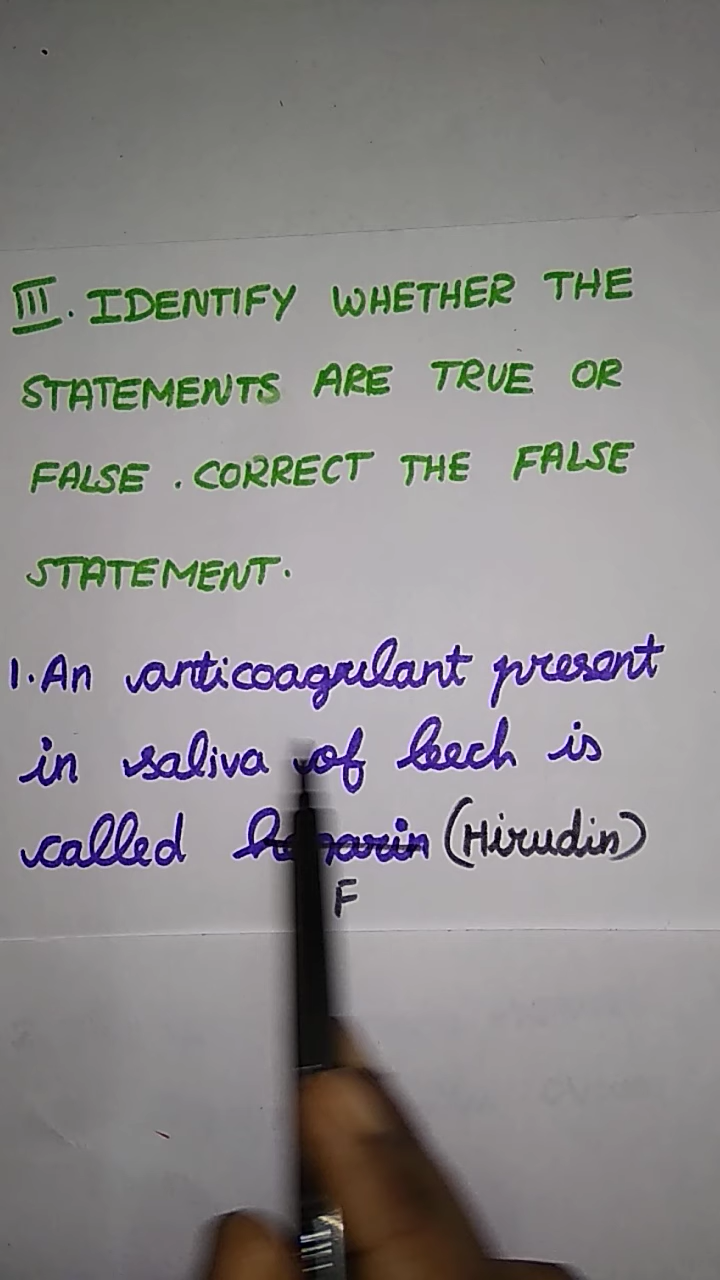 III. IDENTIFY WHETHER THE
STATEMENTS ARE TRUE OR
FALSE. CORRECT THE FALSE
STATEMENT.
1. An anticoagulant present
in saliva of leech is
called heparin (Hirudin)
F